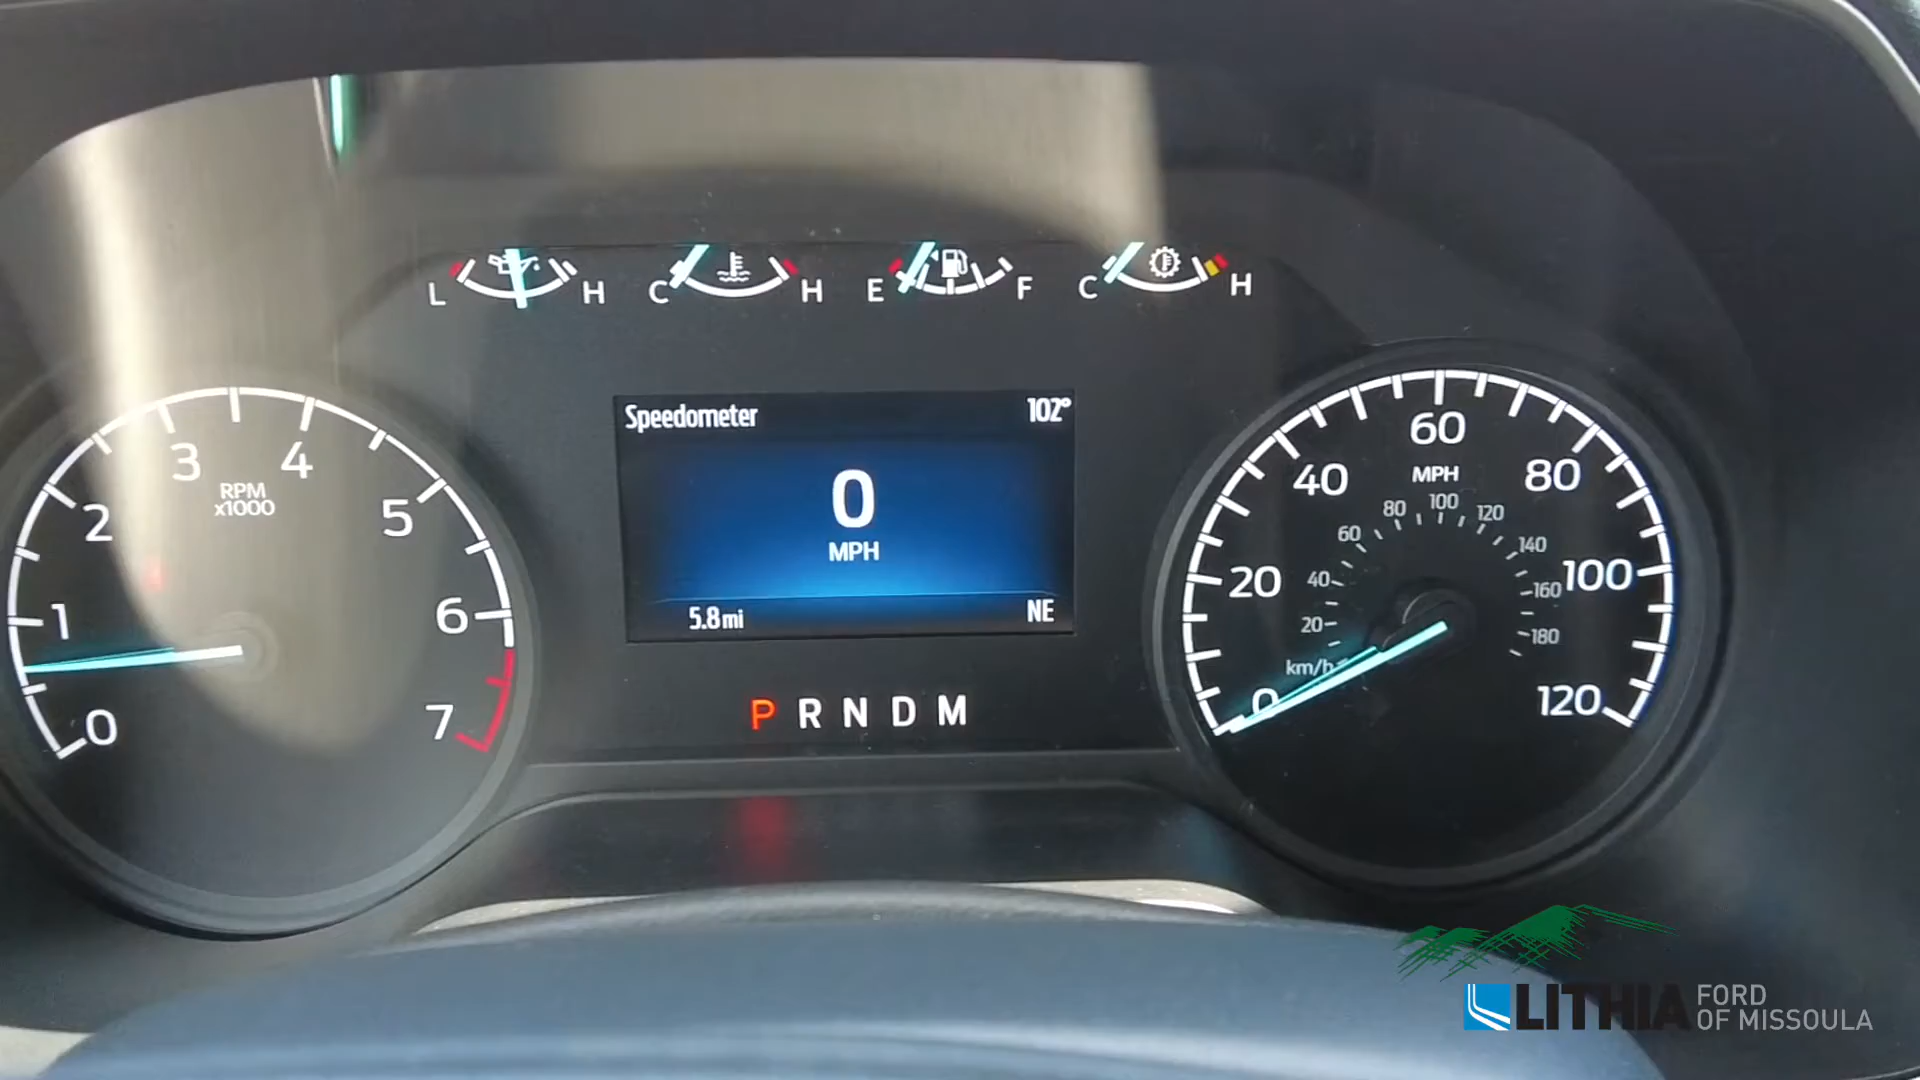 L H C H E F C H
Speedometer 102°
0
MPH
5.8mi NE
P R N D M
0 1 2 3 4 5 6 7
RPM
x1000
0 20 40 60 80 100 120
MPH
20 40 60 80 100 120 140 160 180
km/h
LITHIA FORD
OF MISSOULA